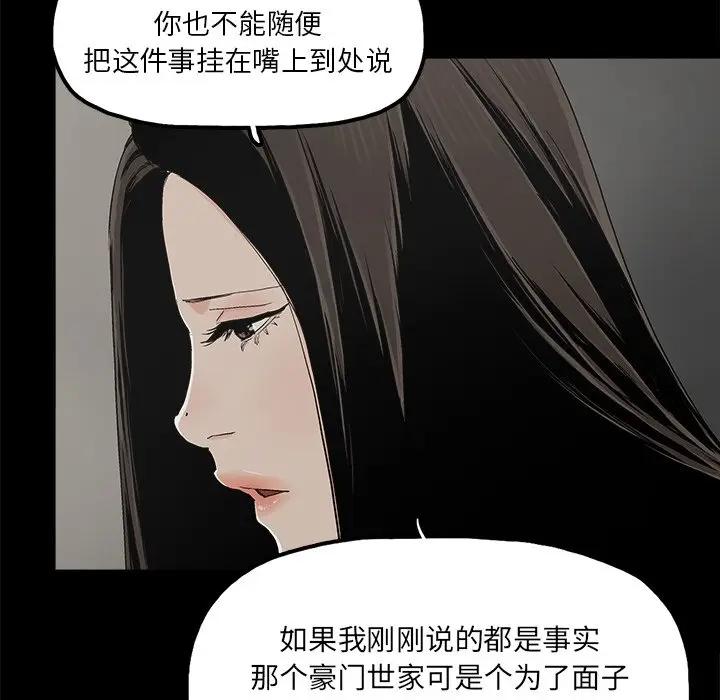 你也不能随便
把这件事挂在嘴上到处说
如果我刚刚说的都是事实
那个豪门世家可是个为了面子